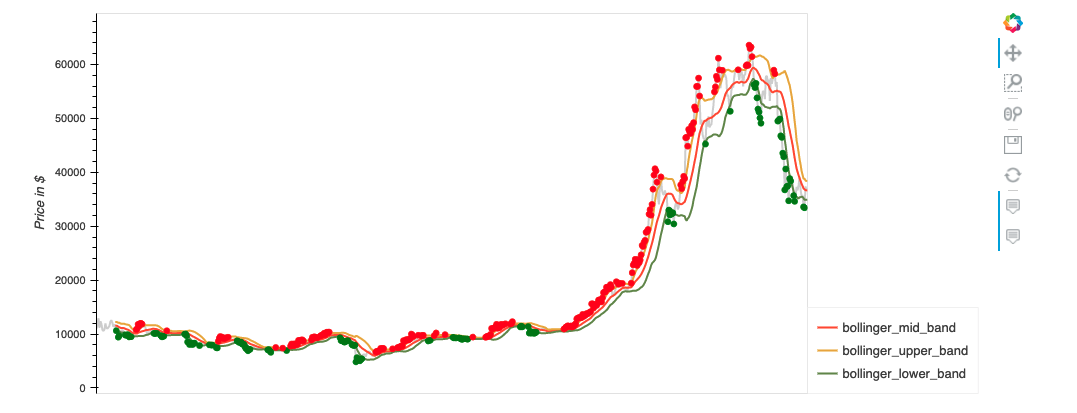 60000
50000
40000
30000
20000
10000
0
Price in $
bollinger_mid_band
bollinger_upper_band
bollinger_lower_band